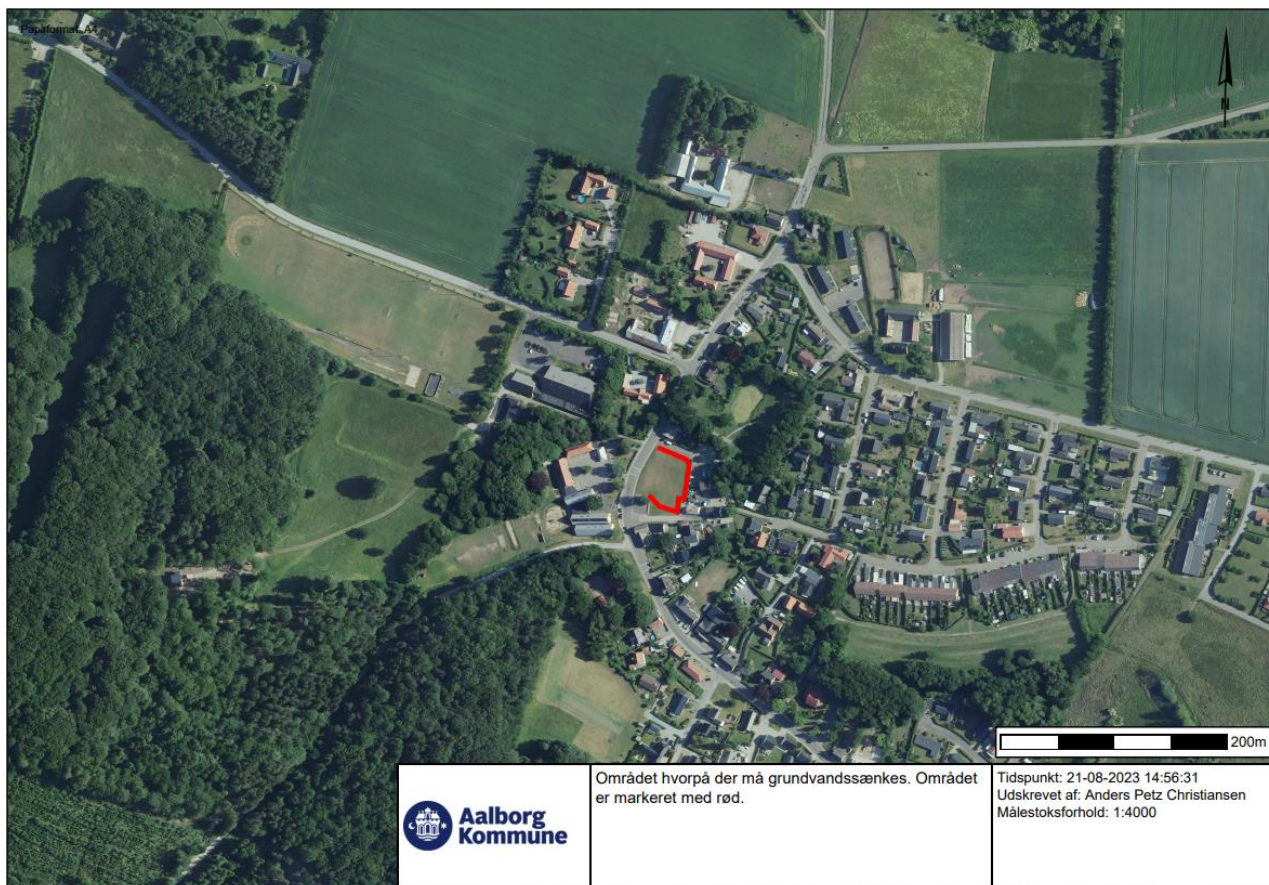 Papirformat: A4
N
200m
Aalborg
Kommune
Området hvorpå der må grundvandssænkes. Området
er markeret med rød.
Tidspunkt: 21-08-2023 14:56:31
Udskrevet af: Anders Petz Christiansen
Målestoksforhold: 1:4000